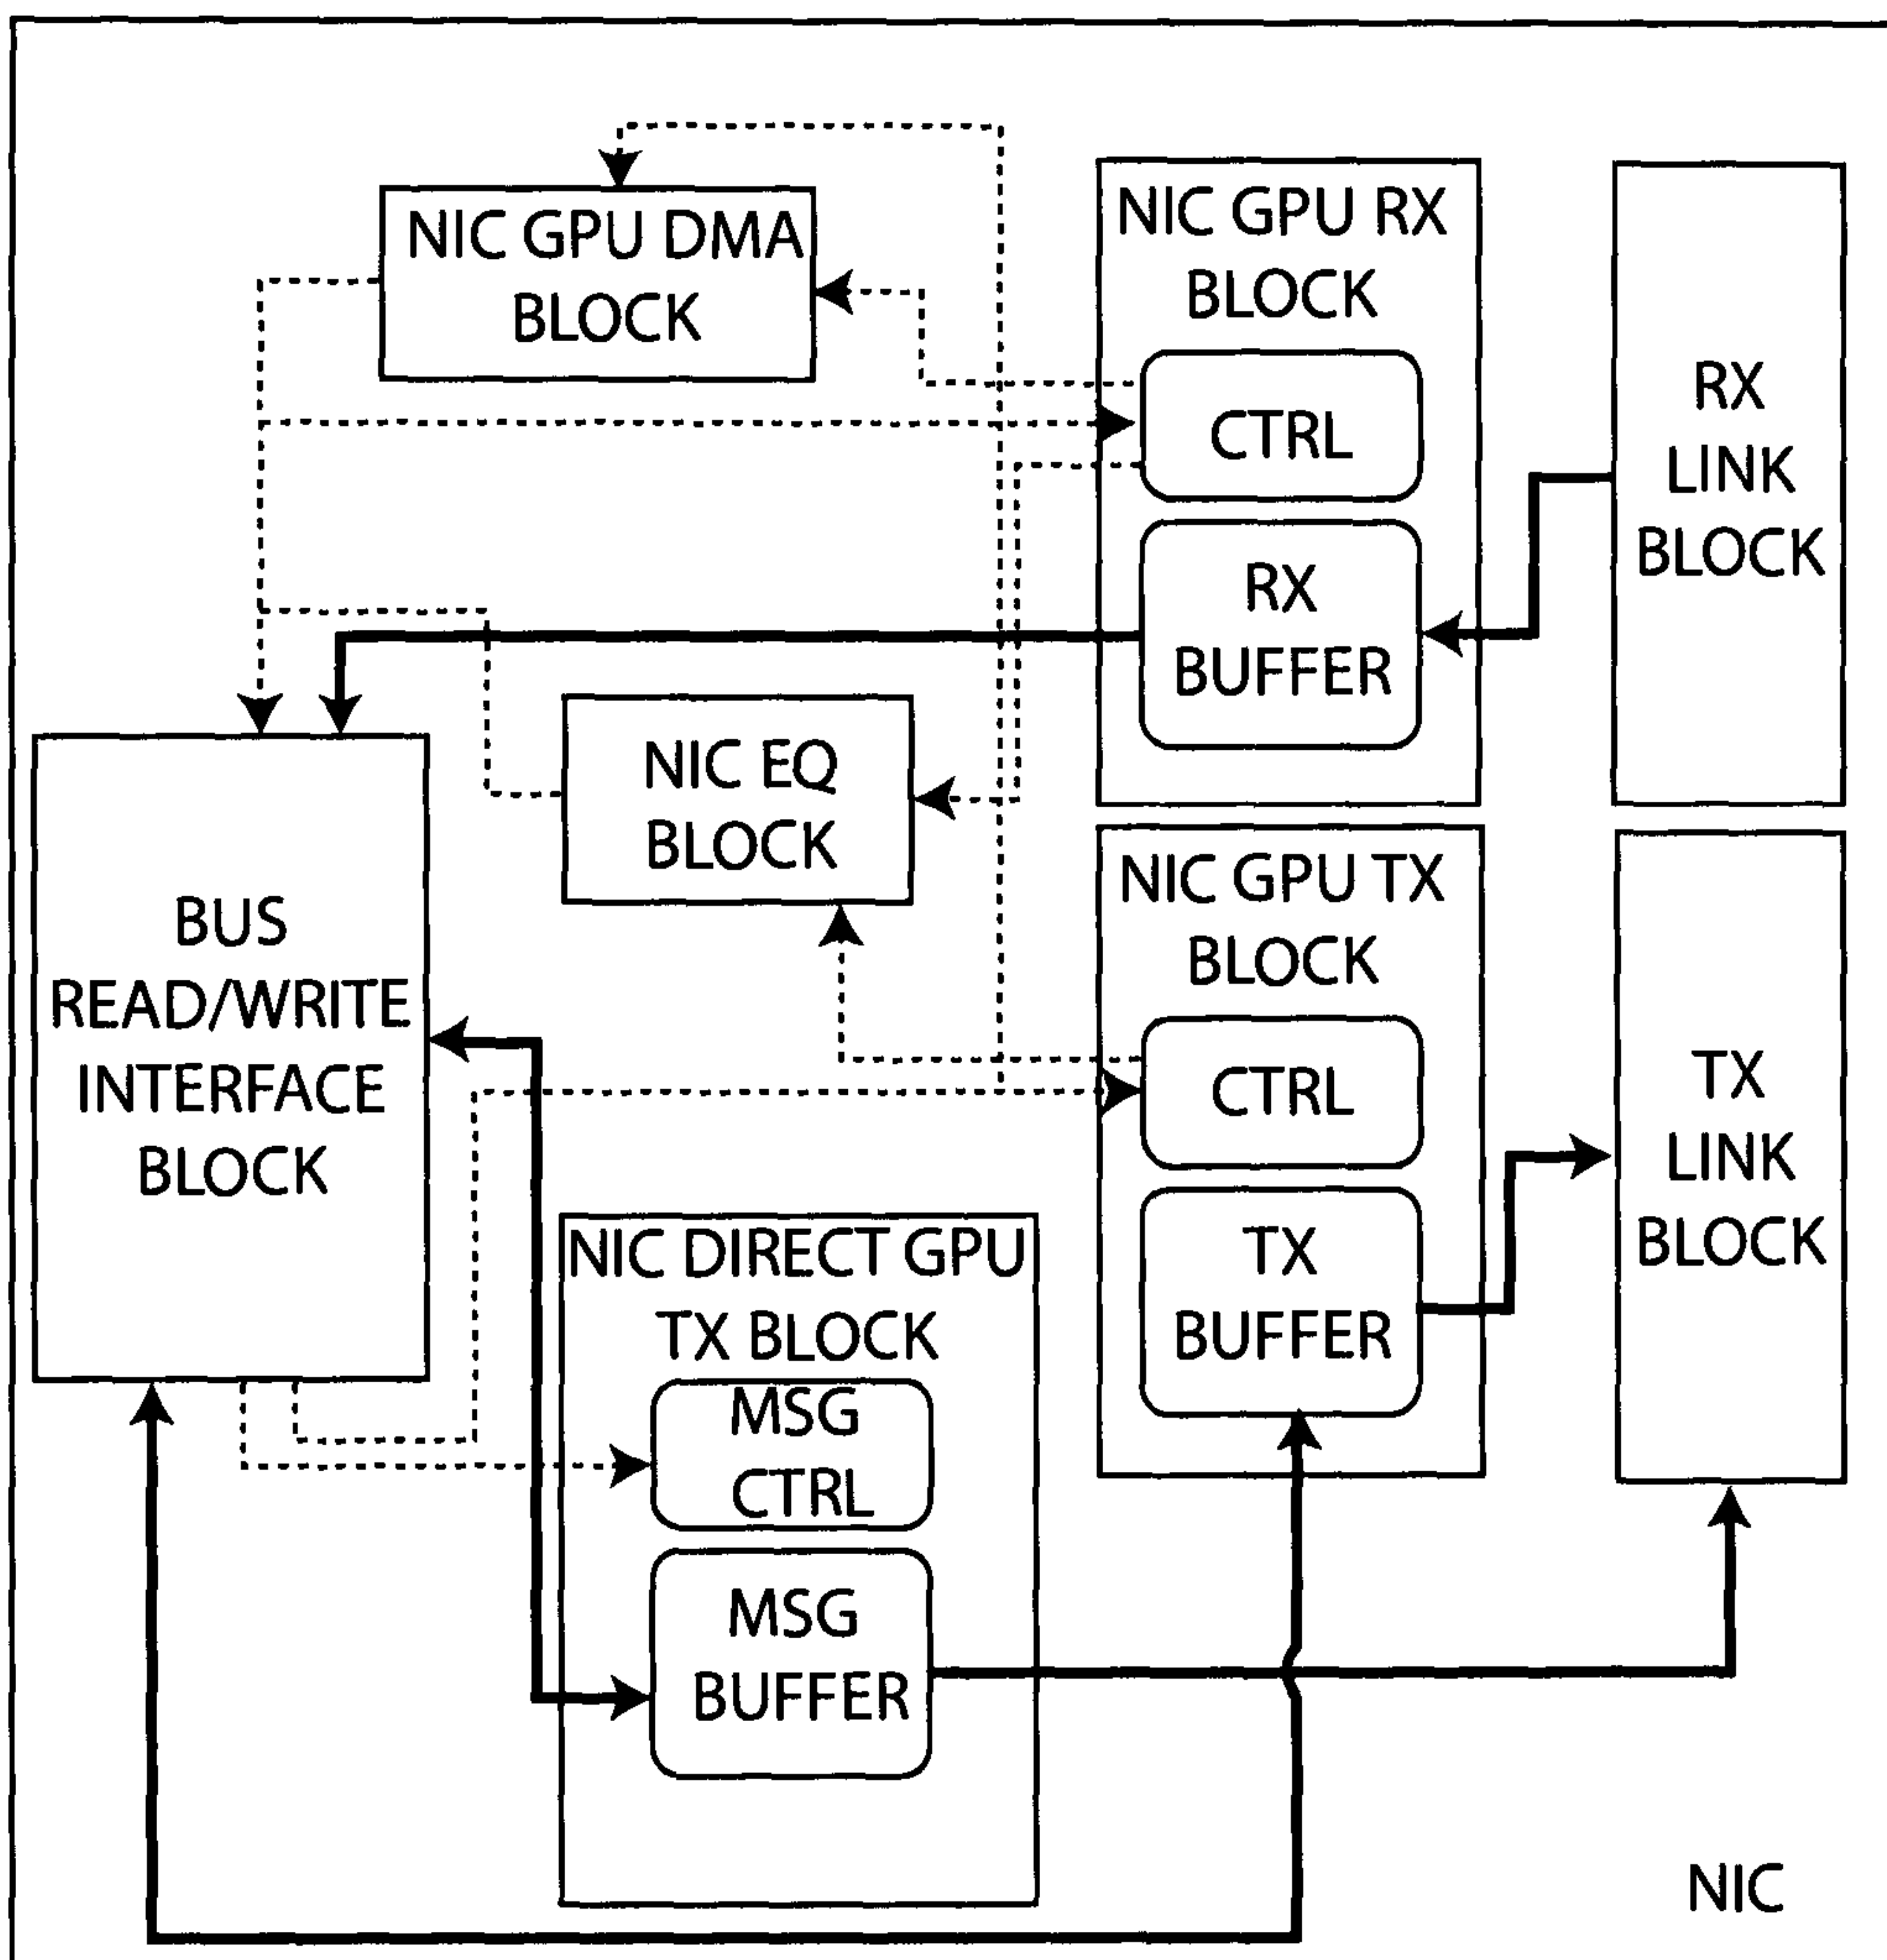 NIC GPU DMA
BLOCK
NIC GPU RX
BLOCK
CTRL
RX
BUFFER
RX
LINK
BLOCK
NIC EQ
BLOCK
BUS
READ/WRITE
INTERFACE
BLOCK
NIC GPU TX
BLOCK
CTRL
TX
BUFFER
TX
LINK
BLOCK
NIC DIRECT GPU
TX BLOCK
MSG
CTRL
MSG
BUFFER
NIC